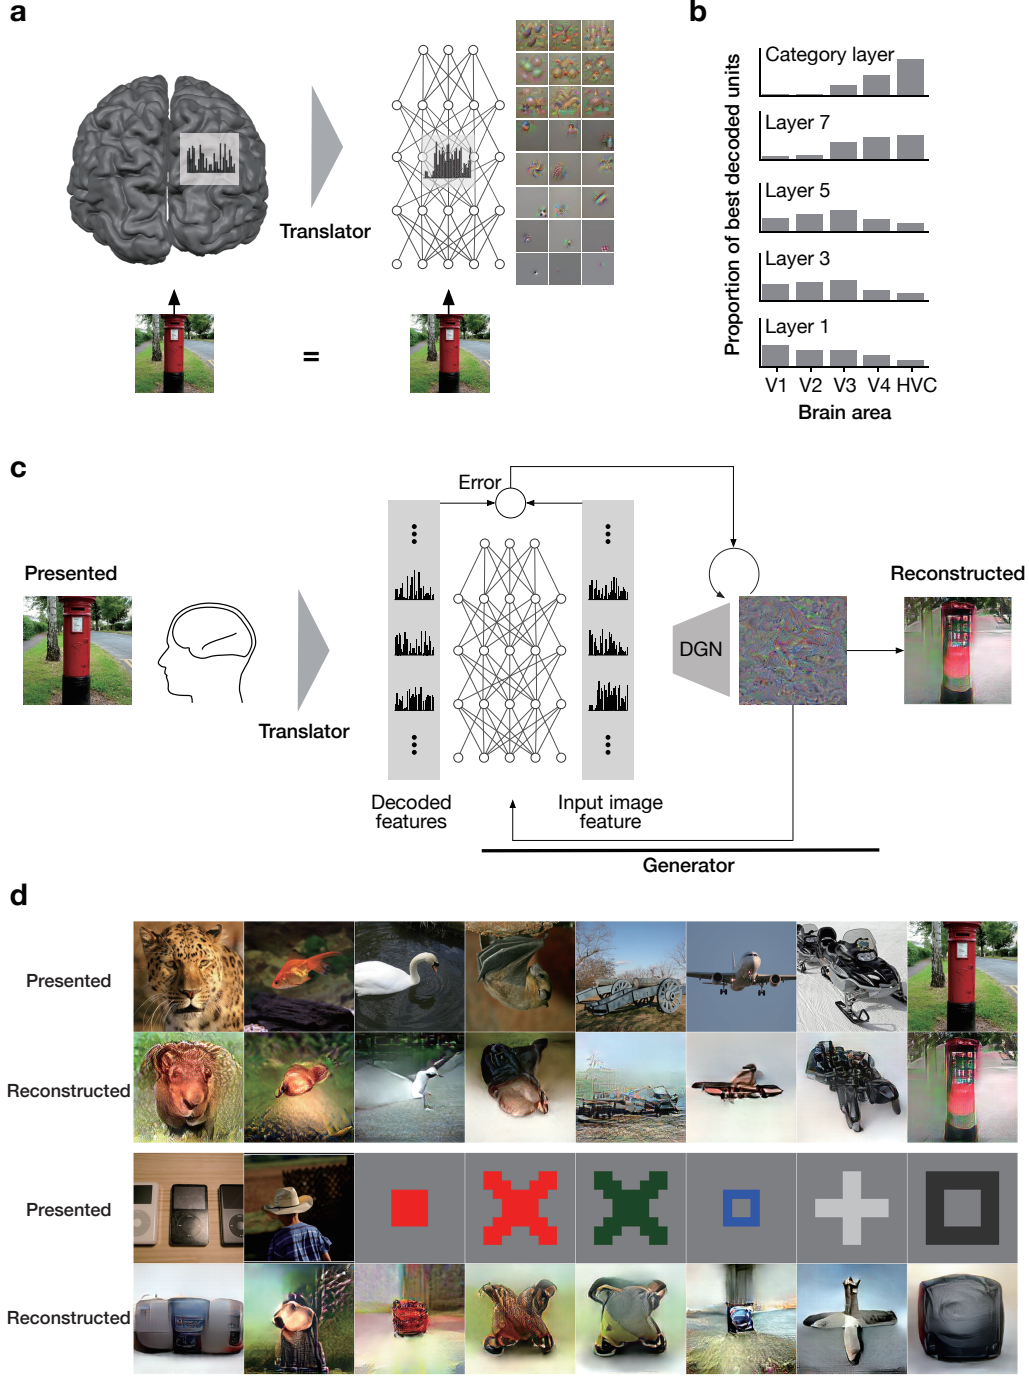 a
Translator
=
b
Proportion of best decoded units
Category layer
Layer 7
Layer 5
Layer 3
Layer 1
V1 V2 V3 V4 HVC
Brain area
c
Presented
Translator
Error
Decoded
features
Input image
feature
DGN
Generator
Reconstructed
d
Presented
Reconstructed
Presented
Reconstructed